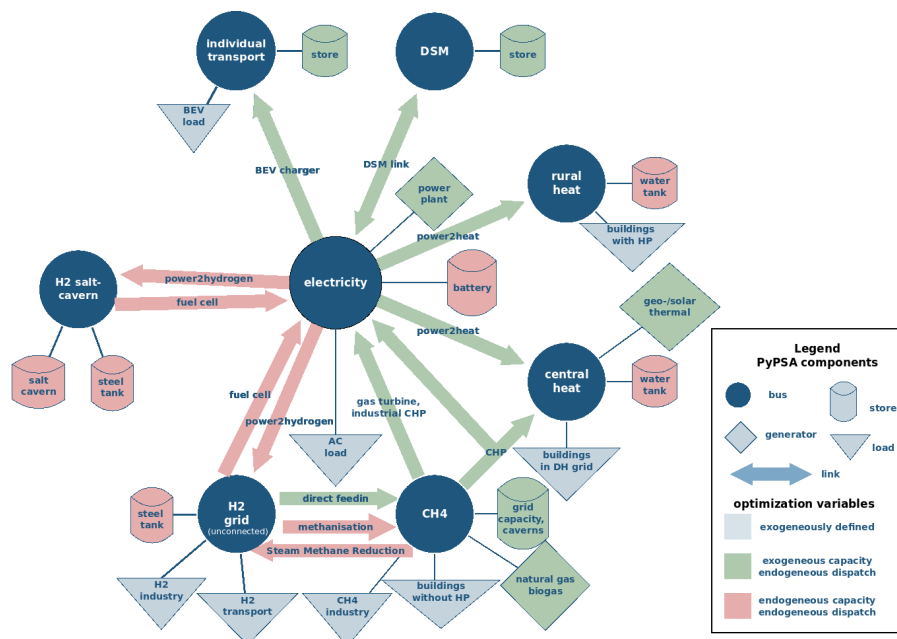 individual
transport
store
DSM
store
BEV
load
BEV charger
DSM link
power
plant
rural
heat
water
tank
buildings
with HP
power2heat
H2 salt-
cavern
power2hydrogen
fuel cell
electricity
battery
geo-/solar
thermal
power2heat
salt
cavern
steel
tank
central
heat
water
tank
fuel cell
power2hydrogen
gas turbine,
industrial CHP
CHP
AC
load
buildings
in DH grid
steel
tank
H2
grid
(unconnected)
direct feedin
methanisation
Steam Methane Reduction
CH4
grid
capacity,
caverns
H2
industry
H2
transport
CH4
industry
buildings
without HP
natural gas
biogas
Legend
PyPSA components
bus
store
generator
load
link
optimization variables
exogeneously defined
exogeneous capacity
endogeneous dispatch
endogeneous capacity
endogeneous dispatch